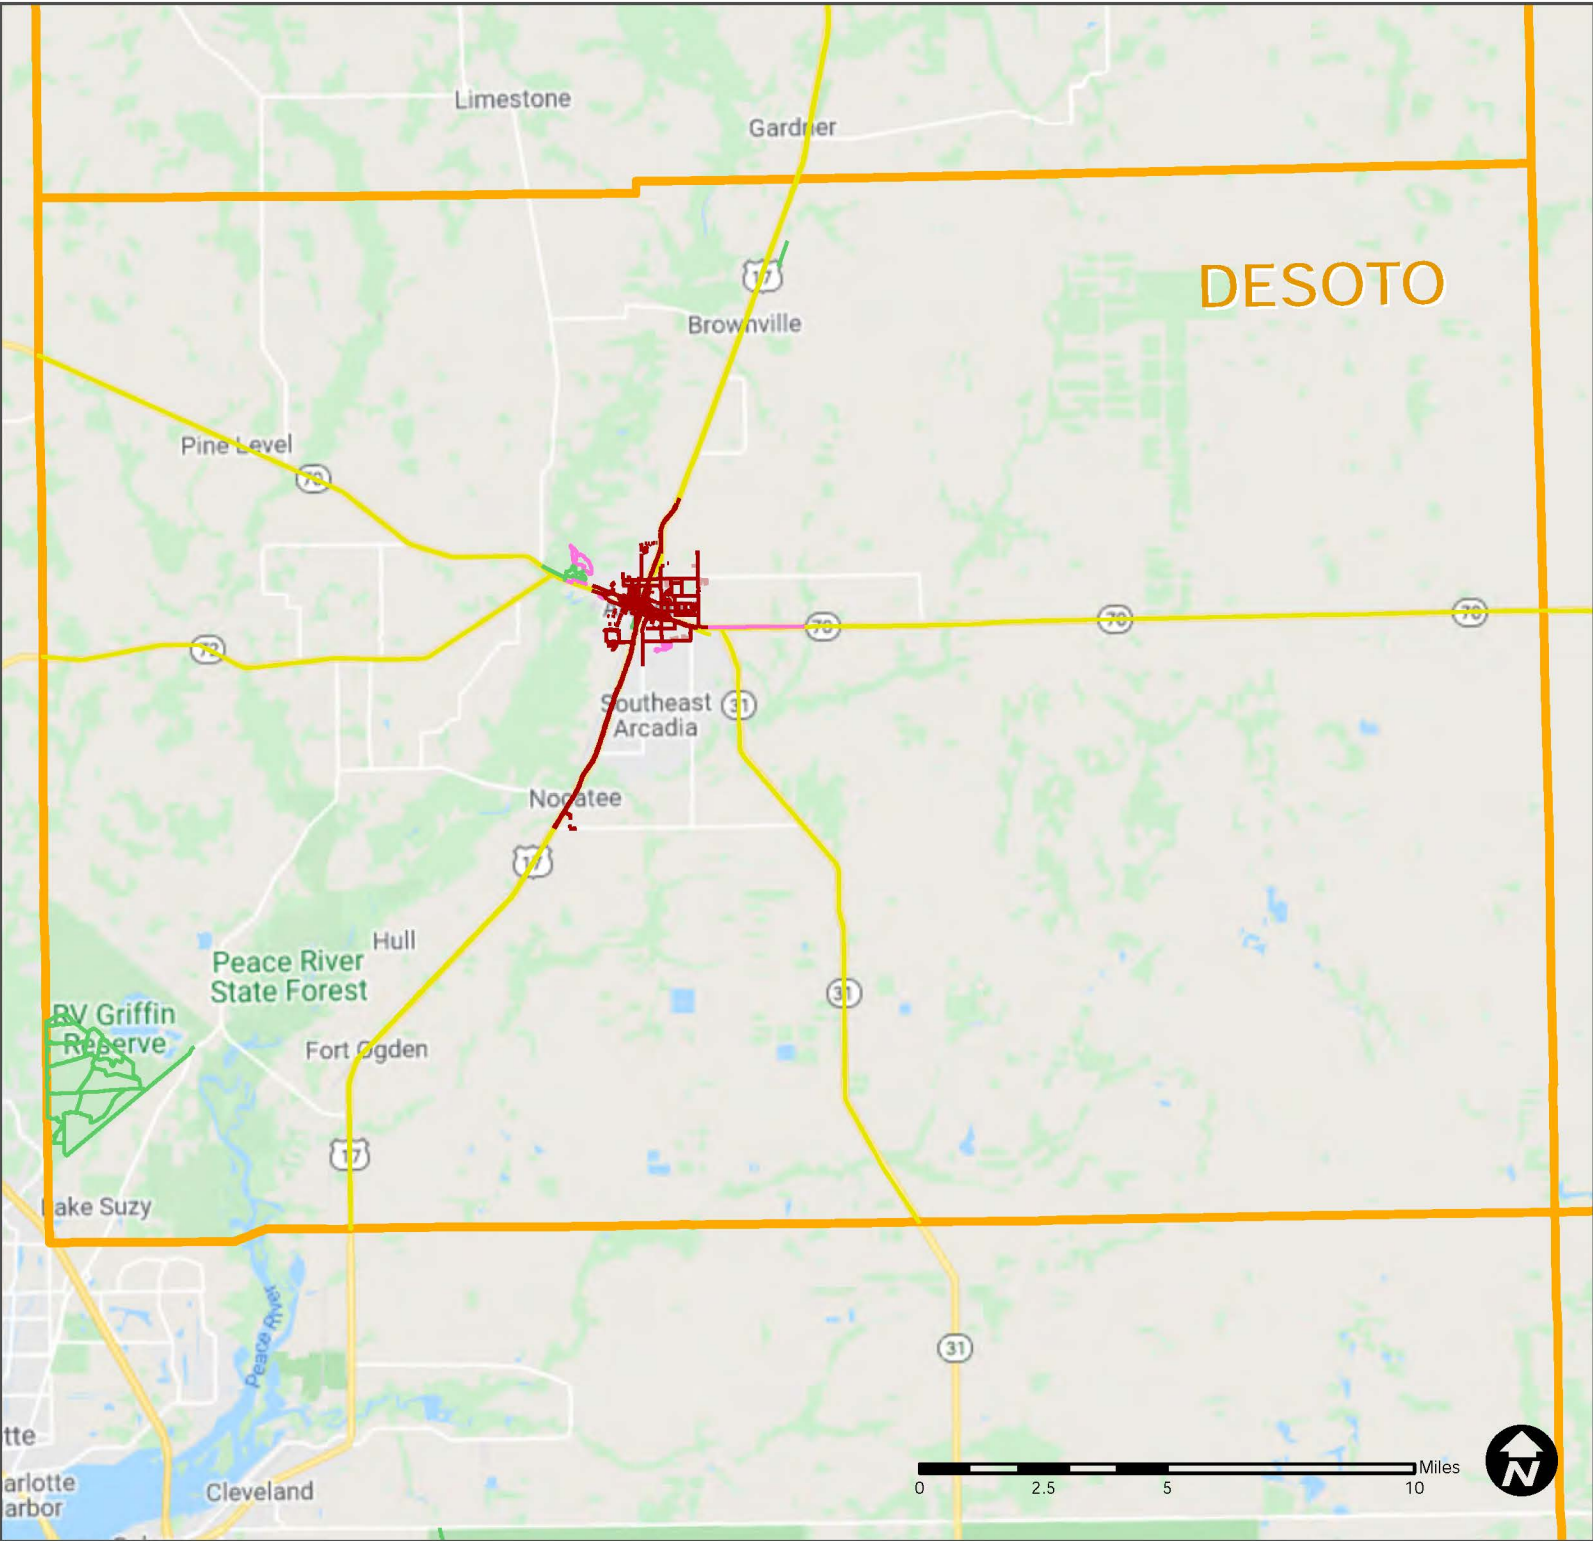 Limestone
Gardner
DESOTO
17
Brownville
Pine Level
70
70
70
70
72
Southeast
Arcadia
31
Nocatee
17
Hull
Peace River
State Forest
RV Griffin
Reserve
31
Fort Ogden
17
Lake Suzy
Peace River
31
tte
arlotte
arbor
Cleveland
Miles
0
2.5
5
10
N